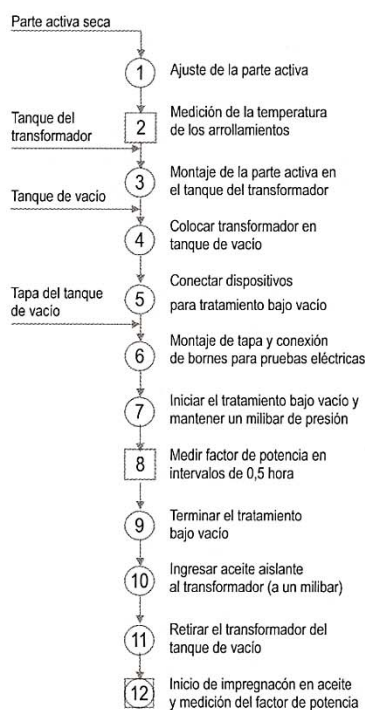 Parte activa seca
1 Ajuste de la parte activa
Tanque del
transformador
2 Medición de la temperatura
de los arrollamientos
3 Montaje de la parte activa en
el tanque del transformador
Tanque de vacío
4 Colocar transformador en
tanque de vacío
5 Conectar dispositivos
para tratamiento bajo vacío
Tapa del tanque
de vacío
6 Montaje de tapa y conexión
de bornes para pruebas eléctricas
7 Iniciar el tratamiento bajo vacío y
mantener un milibar de presión
8 Medir factor de potencia en
intervalos de 0,5 hora
9 Terminar el tratamiento
bajo vacío
10 Ingresar aceite aislante
al transformador (a un milibar)
11 Retirar el transformador del
tanque de vacío
12 Inicio de impregnacón en aceite
y medición del factor de potencia